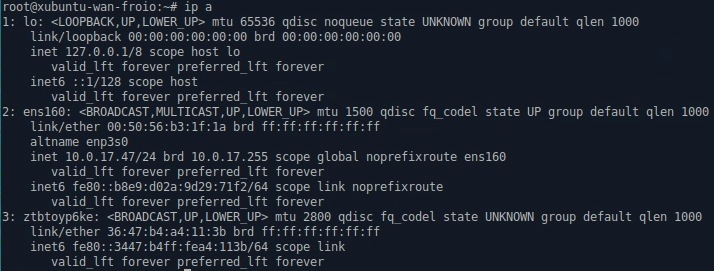 root@xubuntu-wan-froio:~# ip a
1: lo: <LOOPBACK,UP,LOWER_UP> mtu 65536 qdisc noqueue state UNKNOWN group default qlen 1000
    link/loopback 00:00:00:00:00:00 brd 00:00:00:00:00:00
    inet 127.0.0.1/8 scope host lo
       valid_lft forever preferred_lft forever
    inet6 ::1/128 scope host
       valid_lft forever preferred_lft forever
2: ens160: <BROADCAST,MULTICAST,UP,LOWER_UP> mtu 1500 qdisc fq_codel state UP group default qlen 1000
    link/ether 00:50:56:b3:1f:1a brd ff:ff:ff:ff:ff:ff
    altname enp3s0
    inet 10.0.17.47/24 brd 10.0.17.255 scope global noprefixroute ens160
       valid_lft forever preferred_lft forever
    inet6 fe80::b8e9:d02a:9d29:71f2/64 scope link noprefixroute
       valid_lft forever preferred_lft forever
3: ztbtoyp6ke: <BROADCAST,UP,LOWER_UP> mtu 2800 qdisc fq_codel state UNKNOWN group default qlen 1000
    link/ether 36:47:b4:a4:11:3b brd ff:ff:ff:ff:ff:ff
    inet6 fe80::3447:b4ff:fea4:113b/64 scope link
       valid_lft forever preferred_lft forever